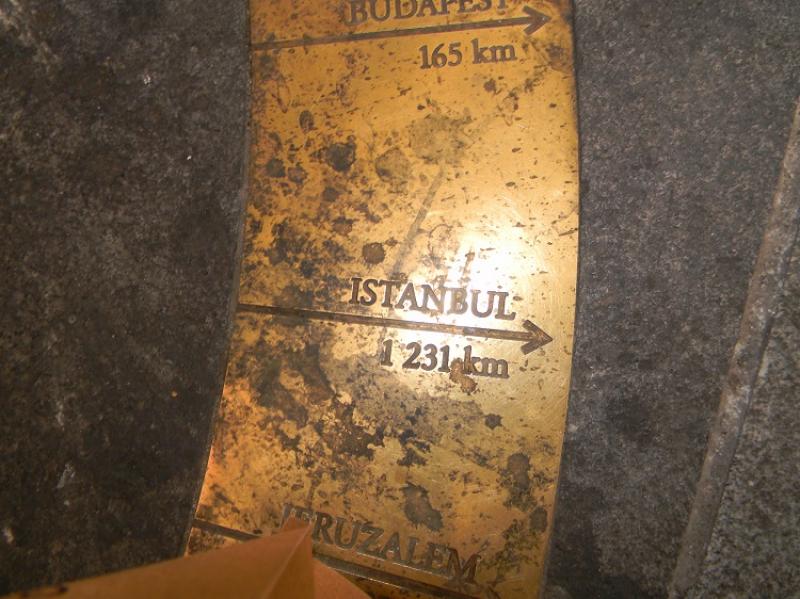 BUDAPEST
165 km
ISTANBUL
1 231 km
JERUZALEM